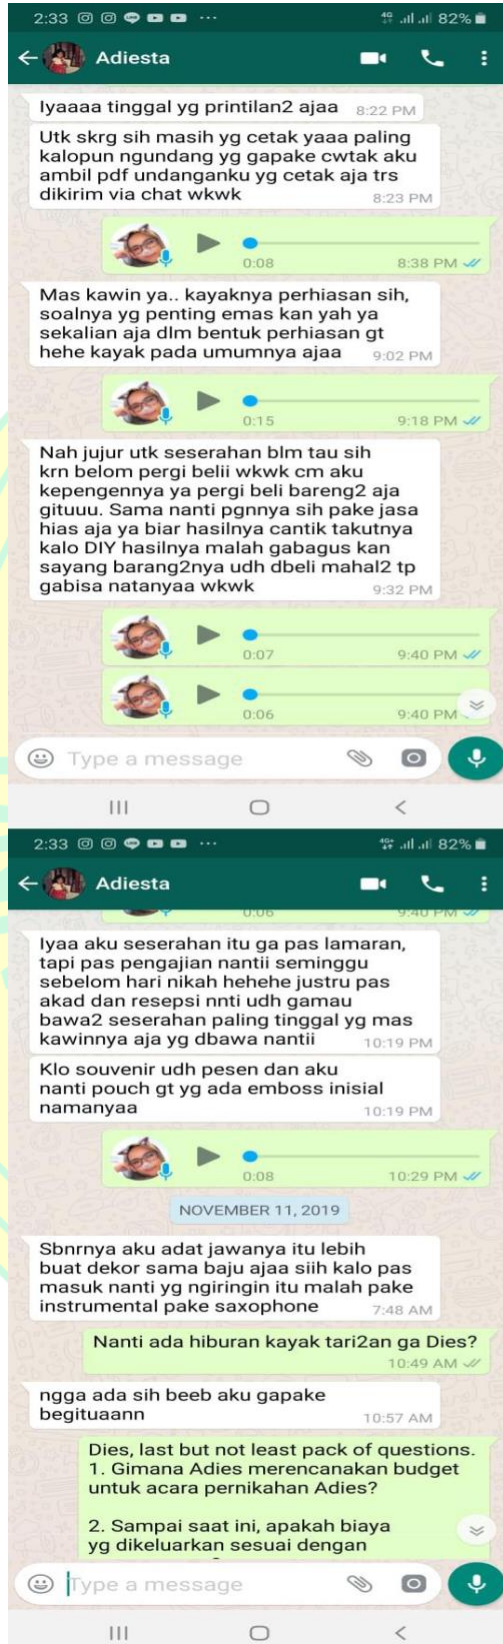 2:33 ... 4G 82%
Adiesta
Iyaaaa tinggal yg printilan2 ajaa 8:22 PM
Utk skrg sih masih yg cetak yaaa paling
kalopun ngundang yg gapake cwtak aku
ambil pdf undanganku yg cetak aja trs
dikirim via chat wkwk 8:23 PM
0:08 8:38 PM
Mas kawin ya.. kayaknya perhiasan sih,
soalnya yg penting emas kan yah ya
sekalian aja dlm bentuk perhiasan gt
hehe kayak pada umumnya ajaa 9:02 PM
0:15 9:18 PM
Nah jujur utk seserahan blm tau sih
krn belom pergi belii wkwk cm aku
kepengennya ya pergi beli bareng2 aja
gituuu. Sama nanti pgnnya sih pake jasa
hias aja ya biar hasilnya cantik takutnya
kalo DIY hasilnya malah gabagus kan
sayang barang2nya udh dbeli mahal2 tp
gabisa natanyaa wkwk 9:32 PM
0:07 9:40 PM
0:06 9:40 PM
Type a message
2:33 ... 4G+ 82%
Adiesta
0:06 9:40 PM
Iyaa aku seserahan itu ga pas lamaran,
tapi pas pengajian nantii seminggu
sebelom hari nikah hehehe justru pas
akad dan resepsi nnti udh gamau
bawa2 seserahan paling tinggal yg mas
kawinnya aja yg dbawa nantii 10:19 PM
Klo souvenir udh pesen dan aku
nanti pouch gt yg ada emboss inisial
namanyaa 10:19 PM
0:08 10:29 PM
NOVEMBER 11, 2019
Sbnrnya aku adat jawanya itu lebih
buat dekor sama baju ajaa siih kalo pas
masuk nanti yg ngiringin itu malah pake
instrumental pake saxophone 7:48 AM
Nanti ada hiburan kayak tari2an ga Dies?
10:49 AM
ngga ada sih beeb aku gapake
begituaann 10:57 AM
Dies, last but not least pack of questions.
1. Gimana Adies merencanakan budget
untuk acara pernikahan Adies?
2. Sampai saat ini, apakah biaya
yg dikeluarkan sesuai dengan
Type a message